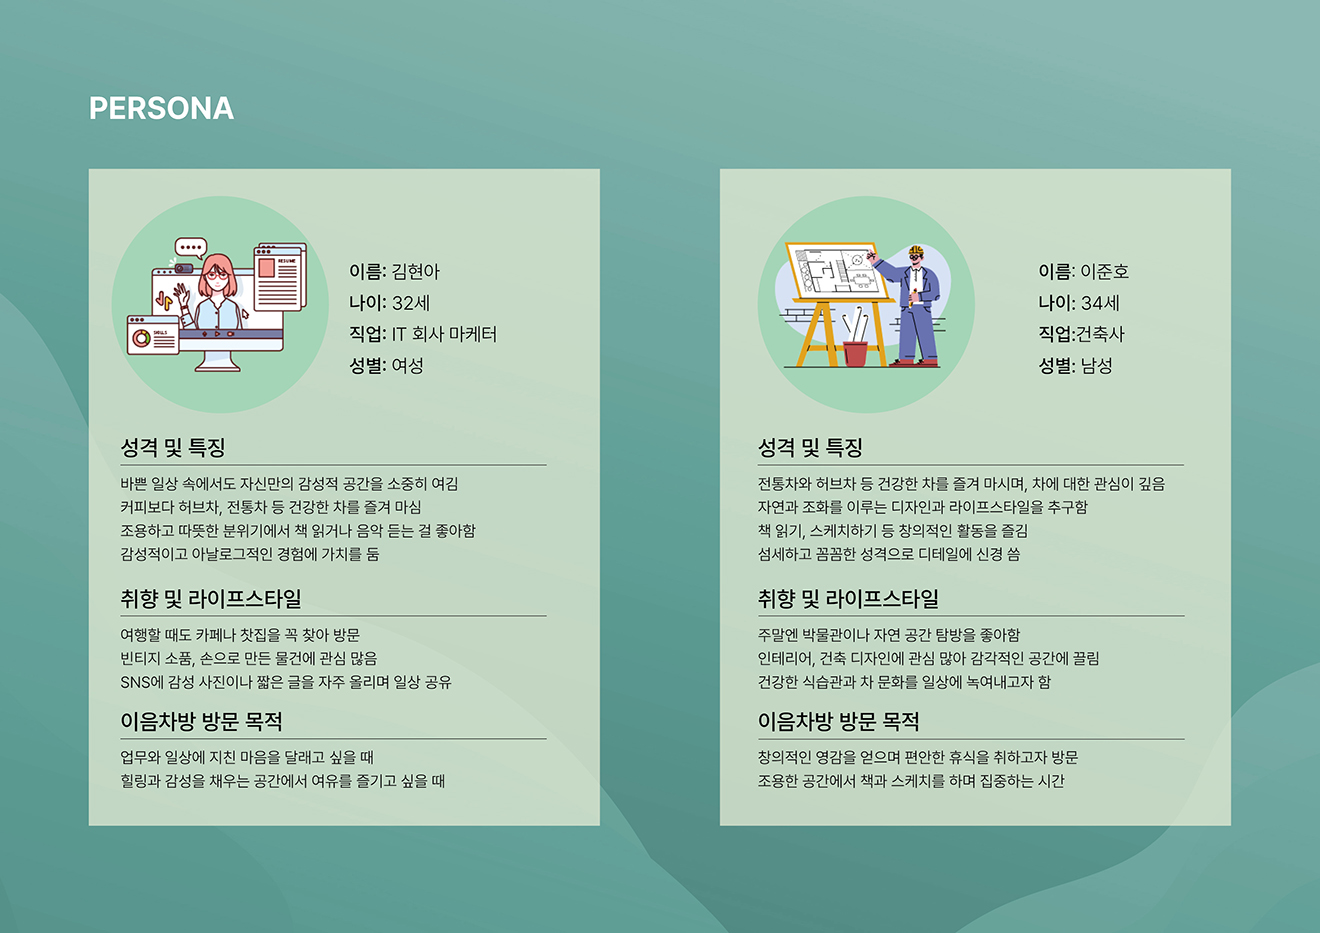 PERSONA
RESUME
SKILLS
이름: 김현아
나이: 32세
직업: IT 회사 마케터
성별: 여성
성격 및 특징
바쁜 일상 속에서도 자신만의 감성적 공간을 소중히 여김
커피보다 허브차, 전통차 등 건강한 차를 즐겨 마심
조용하고 따뜻한 분위기에서 책 읽거나 음악 듣는 걸 좋아함
감성적이고 아날로그적인 경험에 가치를 둠
취향 및 라이프스타일
여행할 때도 카페나 찻집을 꼭 찾아 방문
빈티지 소품, 손으로 만든 물건에 관심 많음
SNS에 감성 사진이나 짧은 글을 자주 올리며 일상 공유
이음차방 방문 목적
업무와 일상에 지친 마음을 달래고 싶을 때
힐링과 감성을 채우는 공간에서 여유를 즐기고 싶을 때
이름: 이준호
나이: 34세
직업:건축사
성별: 남성
성격 및 특징
전통차와 허브차 등 건강한 차를 즐겨 마시며, 차에 대한 관심이 깊음
자연과 조화를 이루는 디자인과 라이프스타일을 추구함
책 읽기, 스케치하기 등 창의적인 활동을 즐김
섬세하고 꼼꼼한 성격으로 디테일에 신경 씀
취향 및 라이프스타일
주말엔 박물관이나 자연 공간 탐방을 좋아함
인테리어, 건축 디자인에 관심 많아 감각적인 공간에 끌림
건강한 식습관과 차 문화를 일상에 녹여내고자 함
이음차방 방문 목적
창의적인 영감을 얻으며 편안한 휴식을 취하고자 방문
조용한 공간에서 책과 스케치를 하며 집중하는 시간